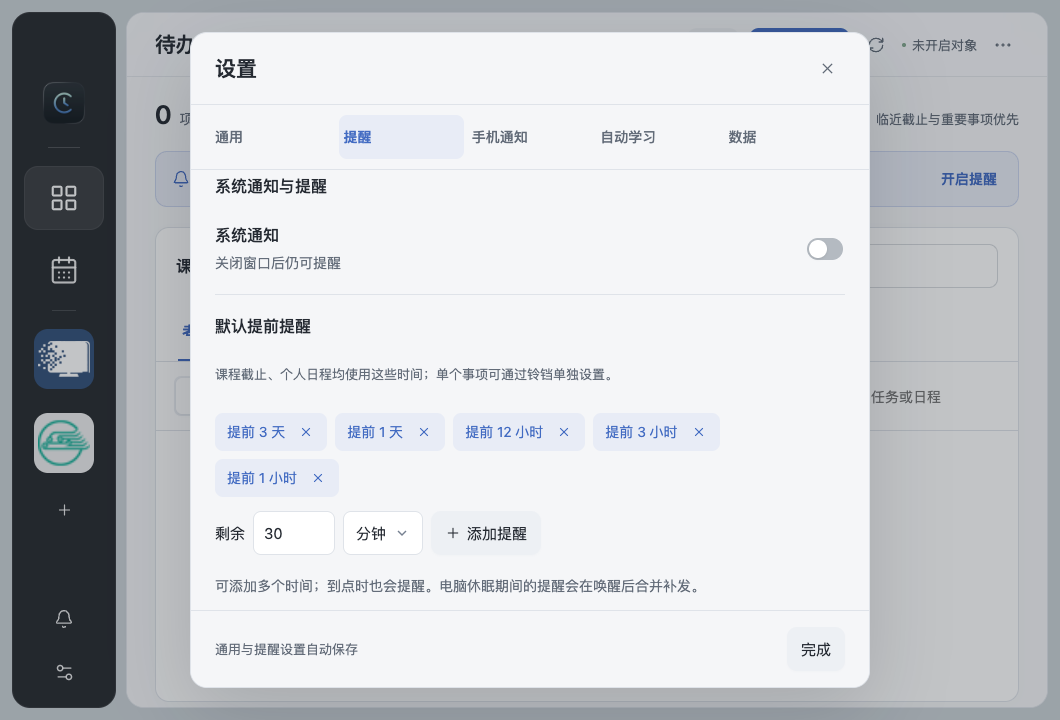 待办
未开启对象
设置
0 项
临近截止与重要事项优先
通用
提醒
手机通知
自动学习
数据
开启提醒
系统通知与提醒
系统通知
关闭窗口后仍可提醒
默认提前提醒
课程截止、个人日程均使用这些时间；单个事项可通过铃铛单独设置。
任务或日程
提前 3 天
提前 1 天
提前 12 小时
提前 3 小时
提前 1 小时
剩余 30 分钟 添加提醒
可添加多个时间；到点时也会提醒。电脑休眠期间的提醒会在唤醒后合并补发。
通用与提醒设置自动保存
完成